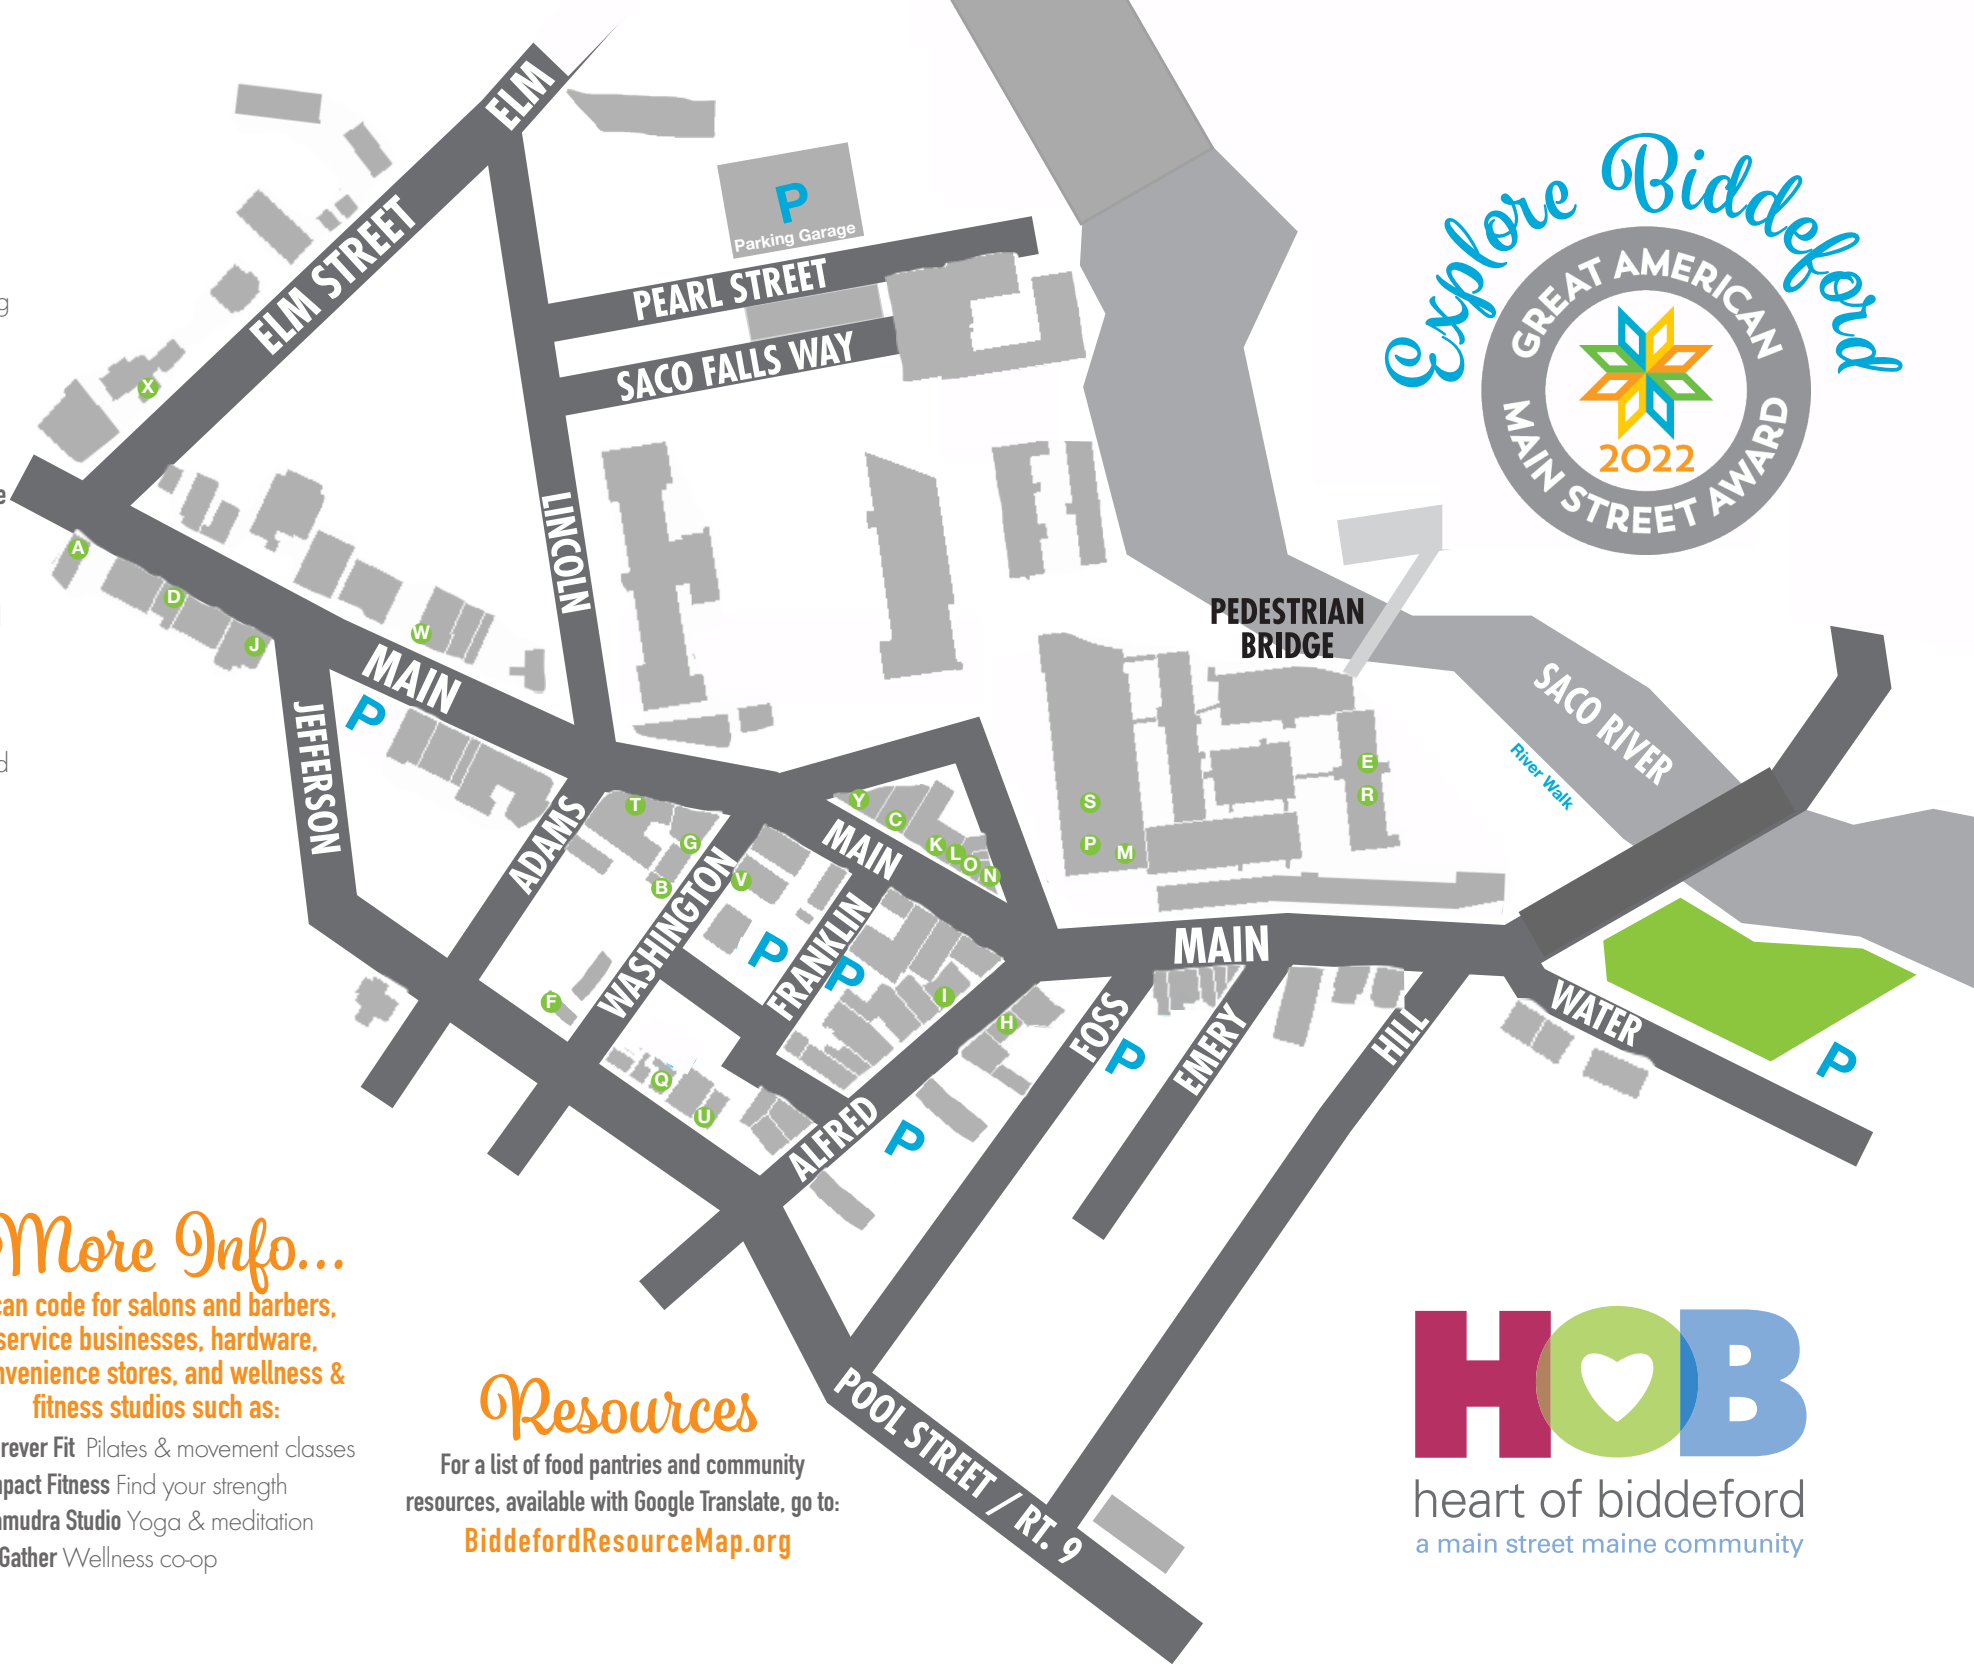 ELM
ELM STREET
P
Parking Garage
PEARL STREET
SACO FALLS WAY
LINCOLN
Explore Biddeford
GREAT AMERICAN
MAIN STREET AWARD
2022
X
A
D
J
W
MAIN
P
JEFFERSON
ADAMS
T
G
B
WASHINGTON
V
F
Q
U
P
FRANKLIN
P
MAIN
Y
C
K
L
O
N
I
H
ALFRED
P
PEDESTRIAN
BRIDGE
SACO RIVER
River Walk
E
R
S
P
M
MAIN
FOSS
P
EMERY
HILL
WATER
P
POOL STREET / RT. 9
g
e
d
More Info...
can code for salons and barbers,
service businesses, hardware,
nvenience stores, and wellness &
fitness studios such as:
rever Fit Pilates & movement classes
pact Fitness Find your strength
mudra Studio Yoga & meditation
Gather Wellness co-op
Resources
For a list of food pantries and community
resources, available with Google Translate, go to:
BiddefordResourceMap.org
HOB
heart of biddeford
a main street maine community